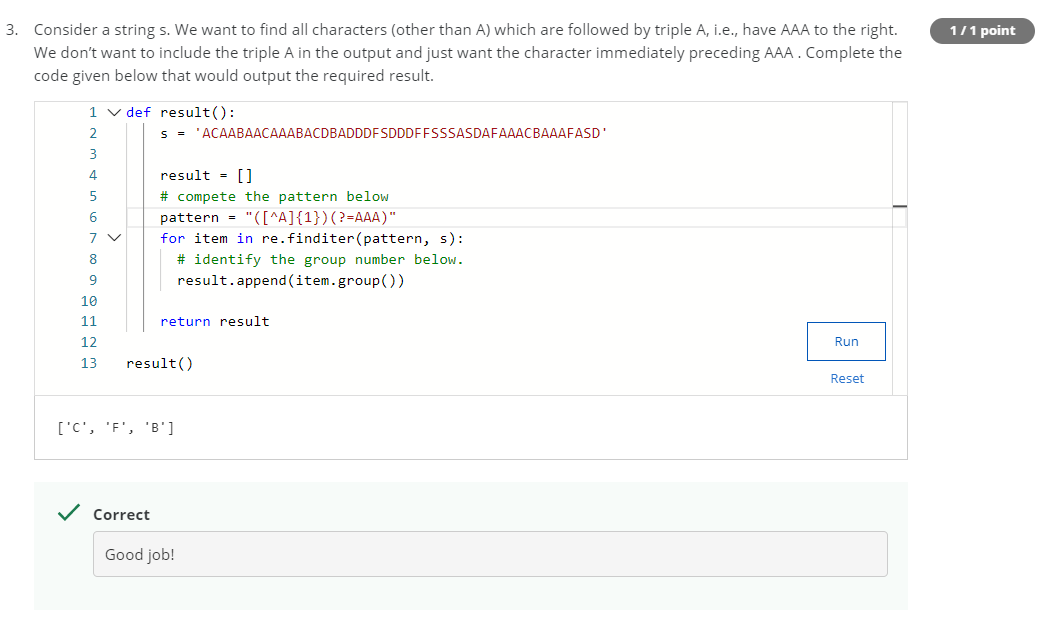 3. Consider a string s. We want to find all characters (other than A) which are followed by triple A, i.e., have AAA to the right.
We don’t want to include the triple A in the output and just want the character immediately preceding AAA . Complete the
code given below that would output the required result.
1 / 1 point
1 def result():
2 s = 'ACAABAACAAABACDBADDDFSDDDFFSSSASDAFAAACBAAAFASD'
3
4 result = []
5 # compete the pattern below
6 pattern = "([^A]{1})(?=AAA)"
7 for item in re.finditer(pattern, s):
8 # identify the group number below.
9 result.append(item.group())
10
11 return result
12
13 result()
Run
Reset
['C', 'F', 'B']
Correct
Good job!